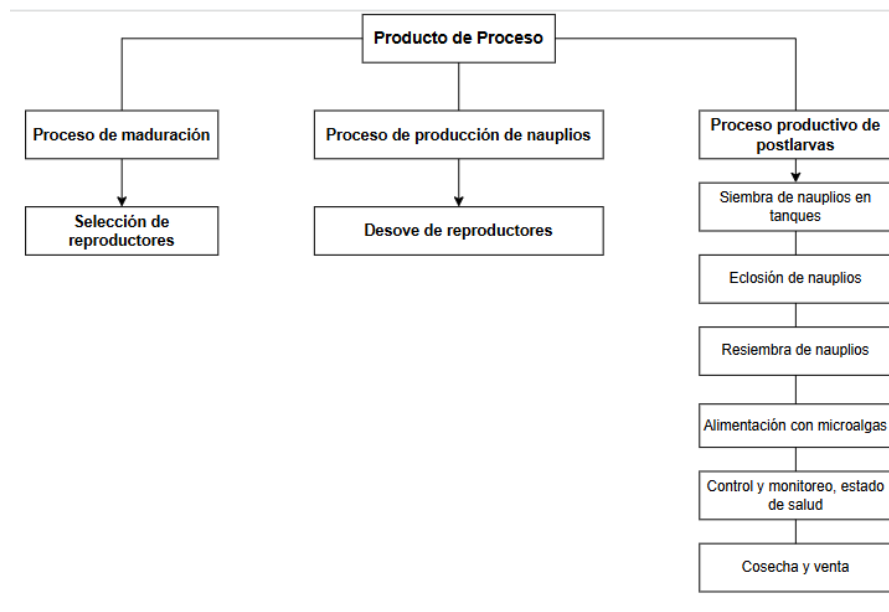 Producto de Proceso
Proceso de maduración
Proceso de producción de nauplios
Proceso productivo de
postlarvas
Selección de
reproductores
Desove de reproductores
Siembra de nauplios en
tanques
Eclosión de nauplios
Resiembra de nauplios
Alimentación con microalgas
Control y monitoreo, estado
de salud
Cosecha y venta